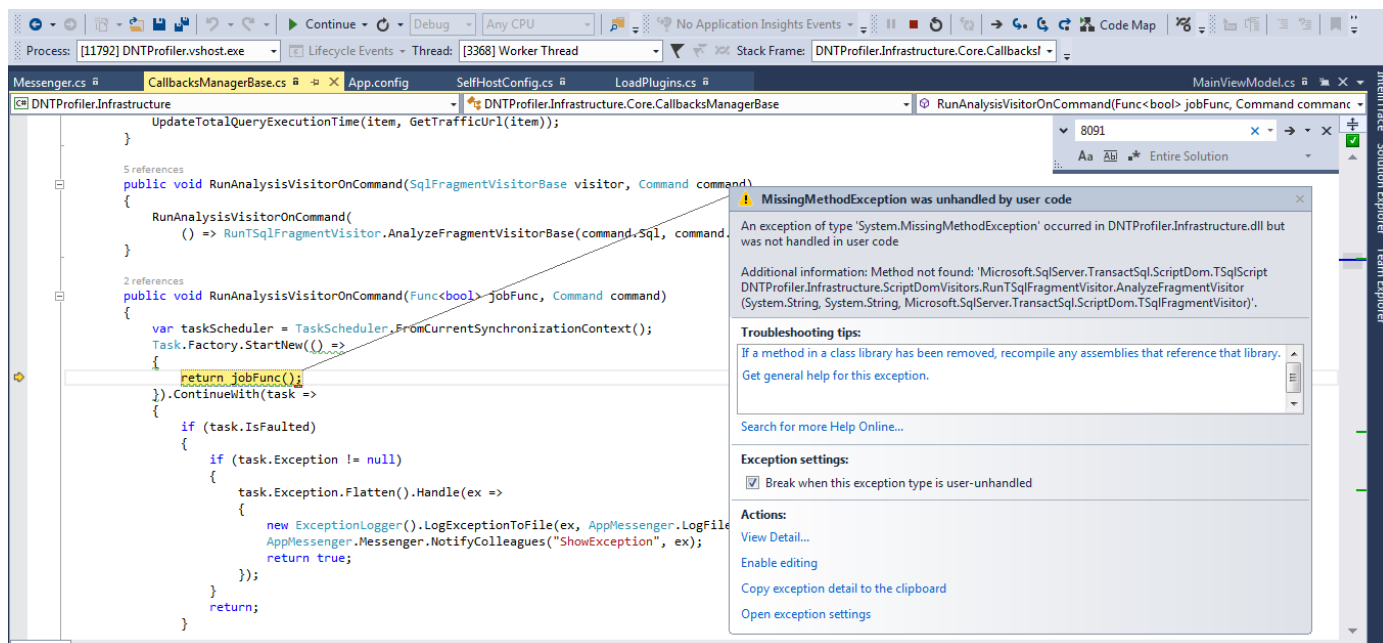 Continue Debug Any CPU No Application Insights Events Code Map
Process: [11792] DNTProfiler.vshost.exe Lifecycle Events Thread: [3368] Worker Thread Stack Frame: DNTProfiler.Infrastructure.Core.Callbacks
Messenger.cs CallbacksManagerBase.cs App.config SelfHostConfig.cs LoadPlugins.cs MainViewModel.cs
C# DNTProfiler.Infrastructure DNTProfiler.Infrastructure.Core.CallbacksManagerBase RunAnalysisVisitorOnCommand(Func<bool> jobFunc, Command comman
IntelliTrace
Solution Explorer
Team Explorer
8091
Aa Abl .* Entire Solution
UpdateTotalQueryExecutionTime(item, GetTrafficUrl(item));
}
5 references
public void RunAnalysisVisitorOnCommand(SqlFragmentVisitorBase visitor, Command command)
{
RunAnalysisVisitorOnCommand(
() => RunTSqlFragmentVisitor.AnalyzeFragmentVisitorBase(command.Sql, command.
}
2 references
public void RunAnalysisVisitorOnCommand(Func<bool> jobFunc, Command command)
{
var taskScheduler = TaskScheduler.FromCurrentSynchronizationContext();
Task.Factory.StartNew(() =>
{
return jobFunc();
}).ContinueWith(task =>
{
if (task.IsFaulted)
{
if (task.Exception != null)
{
task.Exception.Flatten().Handle(ex =>
{
new ExceptionLogger().LogExceptionToFile(ex, AppMessenger.LogFile
AppMessenger.Messenger.NotifyColleagues("ShowException", ex);
return true;
});
}
return;
}
MissingMethodException was unhandled by user code
An exception of type 'System.MissingMethodException' occurred in DNTProfiler.Infrastructure.dll but
was not handled in user code
Additional information: Method not found: 'Microsoft.SqlServer.TransactSql.ScriptDom.TSqlScript
DNTProfiler.Infrastructure.ScriptDomVisitors.RunTSqlFragmentVisitor.AnalyzeFragmentVisitor
(System.String, System.String, Microsoft.SqlServer.TransactSql.ScriptDom.TSqlFragmentVisitor)'.
Troubleshooting tips:
If a method in a class library has been removed, recompile any assemblies that reference that library.
Get general help for this exception.
Search for more Help Online...
Exception settings:
Break when this exception type is user-unhandled
Actions:
View Detail...
Enable editing
Copy exception detail to the clipboard
Open exception settings